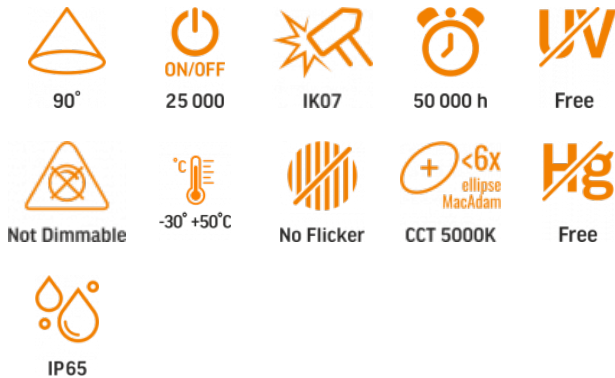 ON/OFF
UV
90° 25 000 IK07 50 000 h Free
°C
<6x
ellipse
MacAdam
Hg
Not Dimmable -30° +50°C No Flicker CCT 5000K Free
IP65